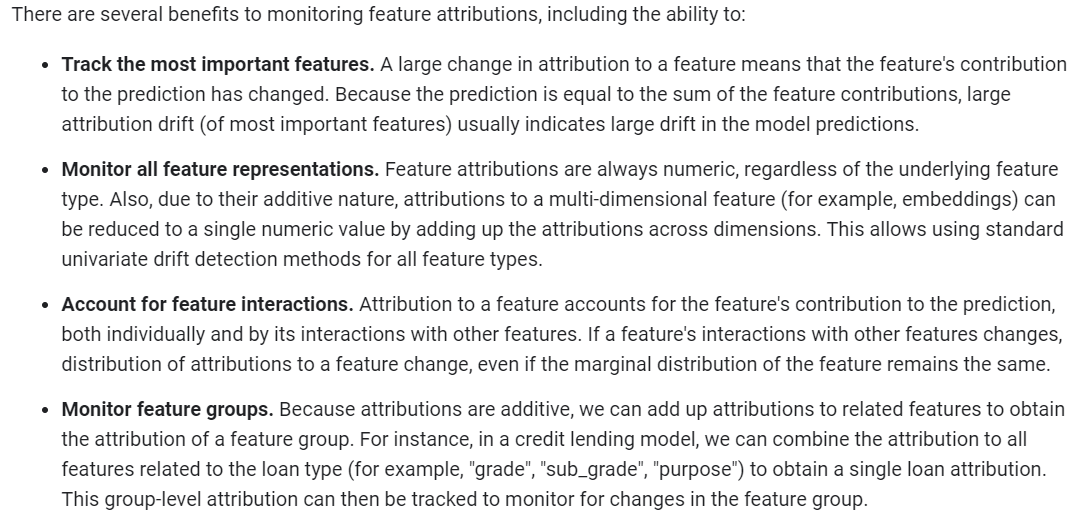 There are several benefits to monitoring feature attributions, including the ability to:
• Track the most important features. A large change in attribution to a feature means that the feature's contribution
to the prediction has changed. Because the prediction is equal to the sum of the feature contributions, large
attribution drift (of most important features) usually indicates large drift in the model predictions.
• Monitor all feature representations. Feature attributions are always numeric, regardless of the underlying feature
type. Also, due to their additive nature, attributions to a multi-dimensional feature (for example, embeddings) can
be reduced to a single numeric value by adding up the attributions across dimensions. This allows using standard
univariate drift detection methods for all feature types.
• Account for feature interactions. Attribution to a feature accounts for the feature's contribution to the prediction,
both individually and by its interactions with other features. If a feature's interactions with other features changes,
distribution of attributions to a feature change, even if the marginal distribution of the feature remains the same.
• Monitor feature groups. Because attributions are additive, we can add up attributions to related features to obtain
the attribution of a feature group. For instance, in a credit lending model, we can combine the attribution to all
features related to the loan type (for example, "grade", "sub_grade", "purpose") to obtain a single loan attribution.
This group-level attribution can then be tracked to monitor for changes in the feature group.